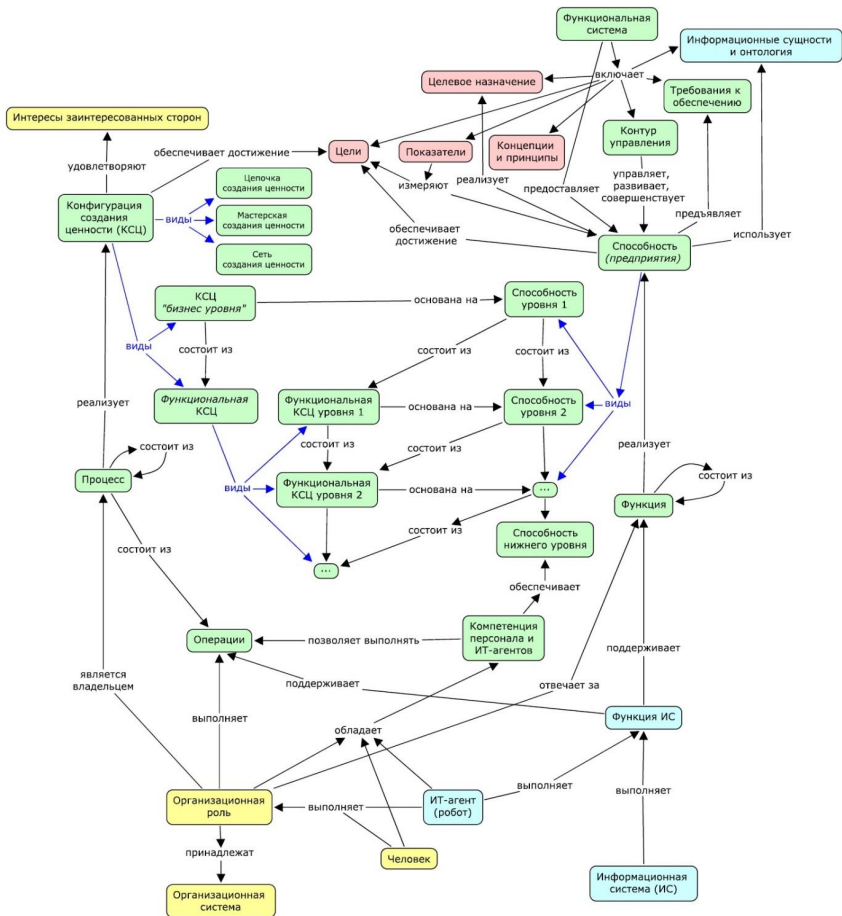 Функциональная
система
Информационные сущности
и онтология
включает
Целевое назначение
Требования к
обеспечению
Интересы заинтересованных сторон
Контур
управления
Концепции
и принципы
Показатели
Цели
обеспечивает достижение
удовлетворяют
управляет,
развивает,
совершенствует
измеряют
реализует
предоставляет
предъявляет
использует
Цепочка
создания ценности
Мастерская
создания ценности
Сеть
создания ценности
виды
Конфигурация
создания
ценности (КСЦ)
обеспечивает
достижение
Способность
(предприятия)
КСЦ
"бизнес уровня"
основана на
Способность
уровня 1
виды
состоит из
состоит из
состоит из
реализует
Функциональная
КСЦ
Функциональная
КСЦ уровня 1
основана на
Способность
уровня 2
виды
состоит из
состоит из
реализует
состоит из
Процесс
виды
Функциональная
КСЦ уровня 2
основана на
...
состоит из
Функция
состоит из
состоит из
Способность
нижнего уровня
...
обеспечивает
Операции
позволяет выполнять
Компетенция
персонала и
ИТ-агентов
поддерживает
является
владельцем
поддерживает
отвечает за
выполняет
обладает
Функция ИС
Организационная
роль
выполняет
ИТ-агент
(робот)
выполняет
выполняет
принадлежат
Человек
Организационная
система
Информационная
система (ИС)